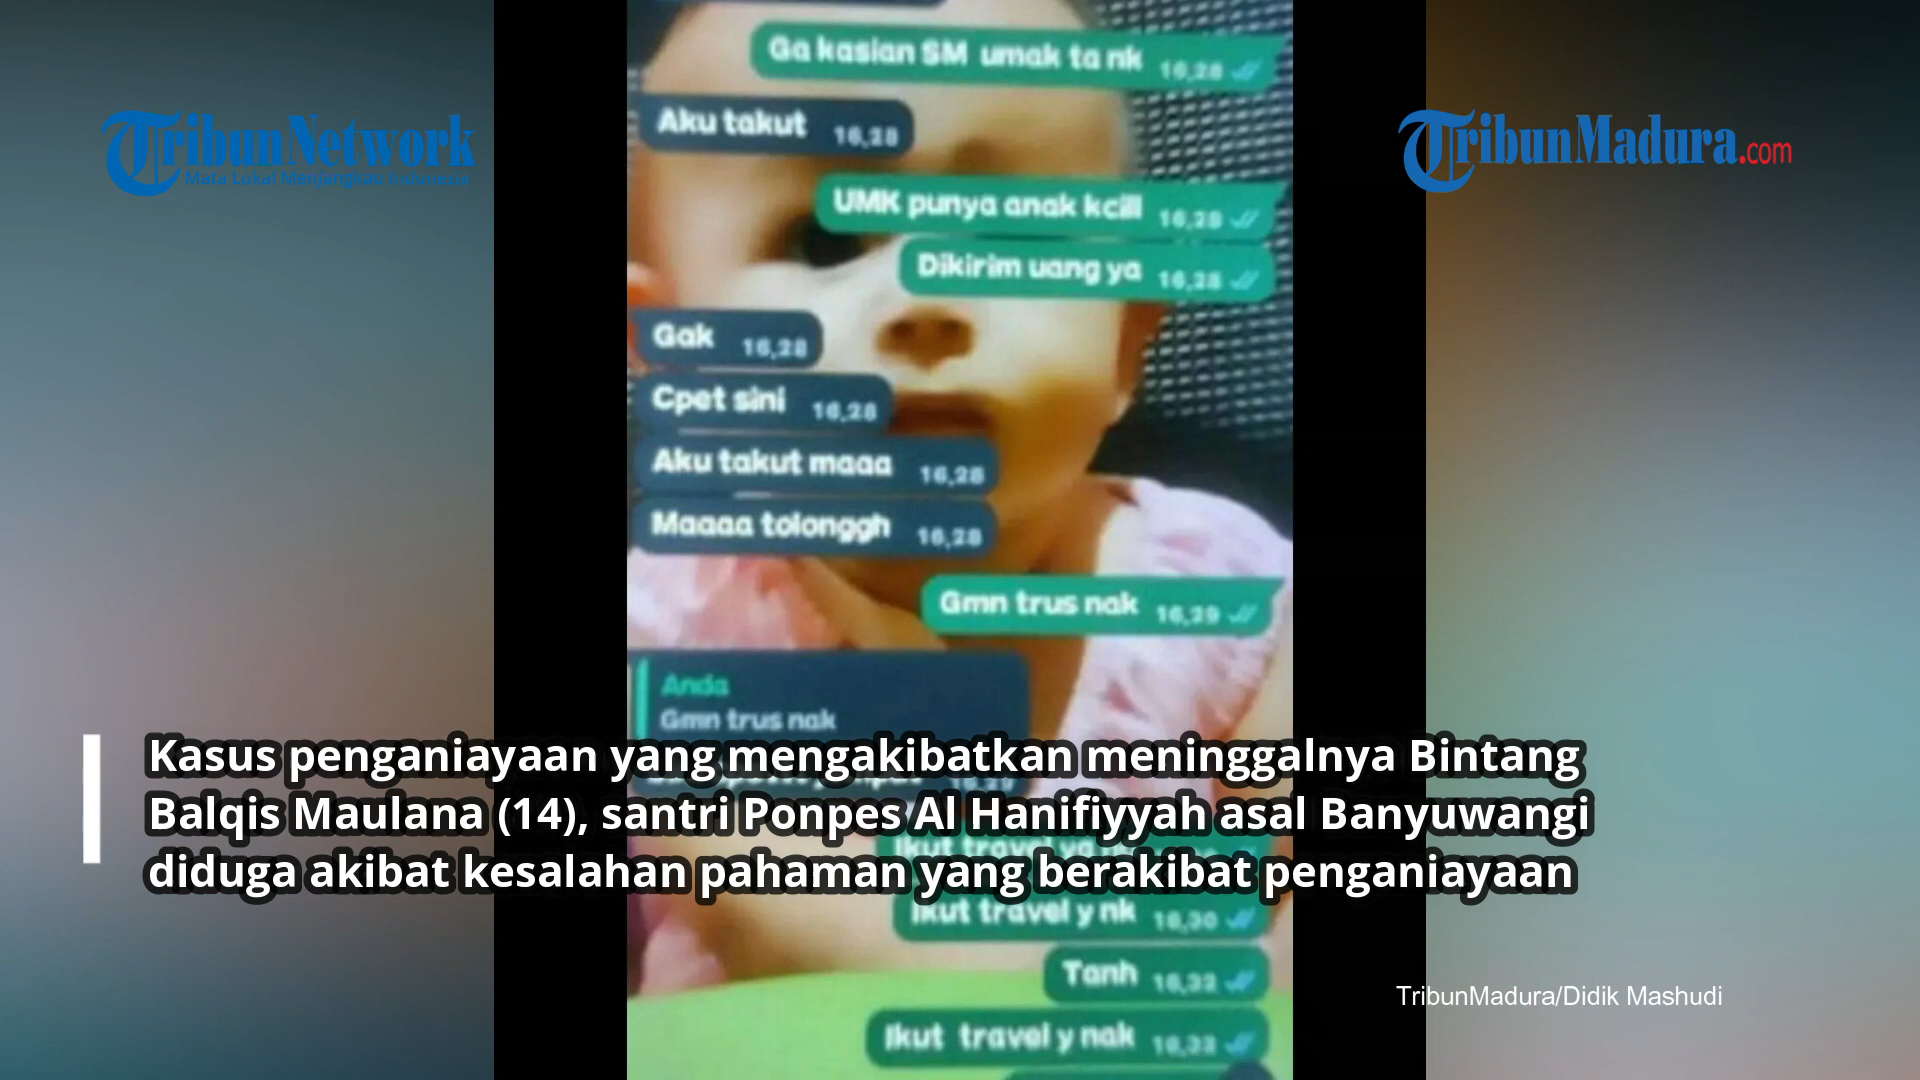 Ga kasian SM umak ta nk 16,28
TribunNetwork
Mata Lokal Menjangkau Indonesia
TribunMadura.com
Aku takut 16,28
UMK punya anak kcill 16,28
Dikirim uang ya 16,28
Gak 16,28
Cpet sini 16,28
Aku takut maaa 16,28
Maaaa tolonggh 16,28
Gmn trus nak 16,29
Anda
Gmn trus nak
Kasus penganiayaan yang mengakibatkan meninggalnya Bintang
Balqis Maulana (14), santri Ponpes Al Hanifiyyah asal Banyuwangi
Ikut travel ya
diduga akibat kesalahan pahaman yang berakibat penganiayaan
Ikut travel y nk 16,30
Tanh 16,32
TribunMadura/Didik Mashudi
Ikut travel y nak 16,32